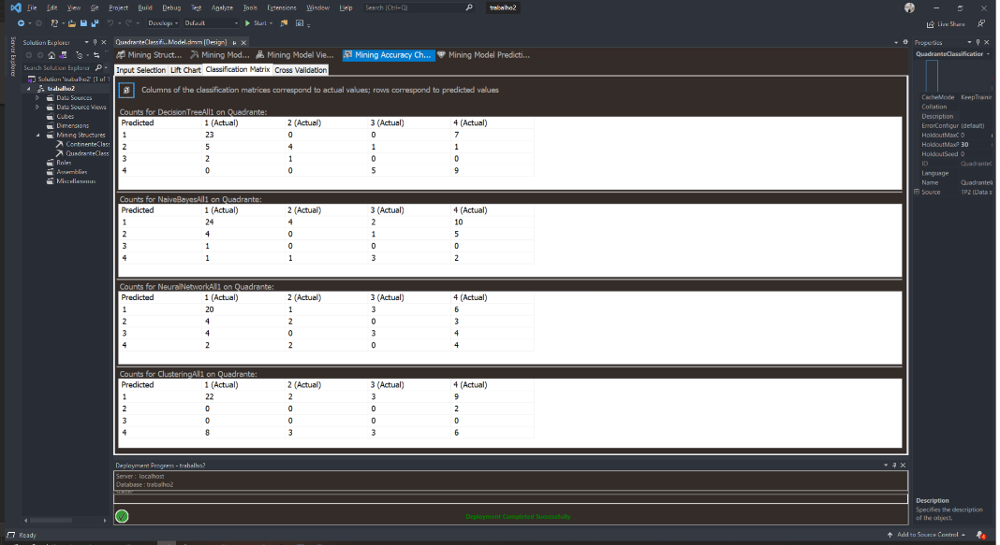 File Edit View Git Project Build Debug Test Analyze Tools Extensions Window Help Search (Ctrl+Q) trabalho2
Develop Default Start Live Share
Server Explorer
Solution Explorer
Search Solution Explorer
Solution 'trabalho2' (1 of 1
trabalho2
Data Sources
Data Source Views
Cubes
Dimensions
Mining Structures
ContinenteClas
QuadranteClass
Roles
Assemblies
Miscellaneous
QuadranteClassifi...Model.dmm [Design]
Mining Struct... Mining Mod... Mining Model Vie... Mining Accuracy Ch... Mining Model Predicti...
Input Selection Lift Chart Classification Matrix Cross Validation
Columns of the classification matrices correspond to actual values; rows correspond to predicted values
Counts for DecisionTreeAll1 on Quadrante:
Predicted 1 (Actual) 2 (Actual) 3 (Actual) 4 (Actual)
1 23 0 0 7
2 5 4 1 1
3 2 1 0 0
4 0 0 5 9
Counts for NaiveBayesAll1 on Quadrante:
Predicted 1 (Actual) 2 (Actual) 3 (Actual) 4 (Actual)
1 24 4 2 10
2 4 0 1 5
3 1 0 0 0
4 1 1 3 2
Counts for NeuralNetworkAll1 on Quadrante:
Predicted 1 (Actual) 2 (Actual) 3 (Actual) 4 (Actual)
1 20 1 3 6
2 4 2 0 3
3 4 0 3 4
4 2 2 0 4
Counts for ClusteringAll1 on Quadrante:
Predicted 1 (Actual) 2 (Actual) 3 (Actual) 4 (Actual)
1 22 2 3 9
2 0 0 0 2
3 0 0 0 0
4 8 3 3 6
Deployment Progress - trabalho2
Server : localhost
Database : trabalho2
Deployment Completed Successfully
Properties
QuadranteClassification
CacheMode KeepTrainin
Collation
Description
ErrorConfigur (default)
HoldoutMaxC 0
HoldoutMaxP 30
HoldoutSeed 0
ID Quadrante
Language
Name Quadrante
Source TP2 (Data s
Description
Specifies the description
of the object.
Ready Add to Source Control